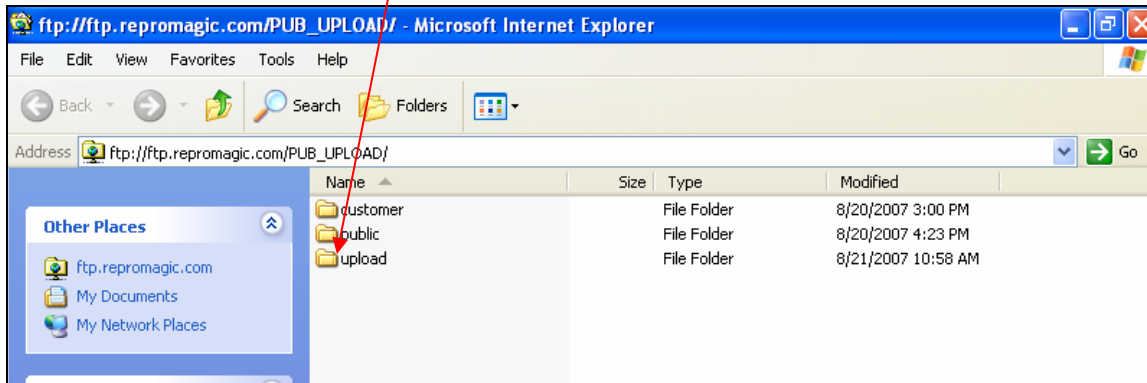 ftp://ftp.repromagic.com/PUB_UPLOAD/ - Microsoft Internet Explorer
File Edit View Favorites Tools Help
Back Search Folders
Address ftp://ftp.repromagic.com/PUB_UPLOAD/ Go
Name Size Type Modified
customer File Folder 8/20/2007 3:00 PM
public File Folder 8/20/2007 4:23 PM
upload File Folder 8/21/2007 10:58 AM
Other Places
ftp.repromagic.com
My Documents
My Network Places